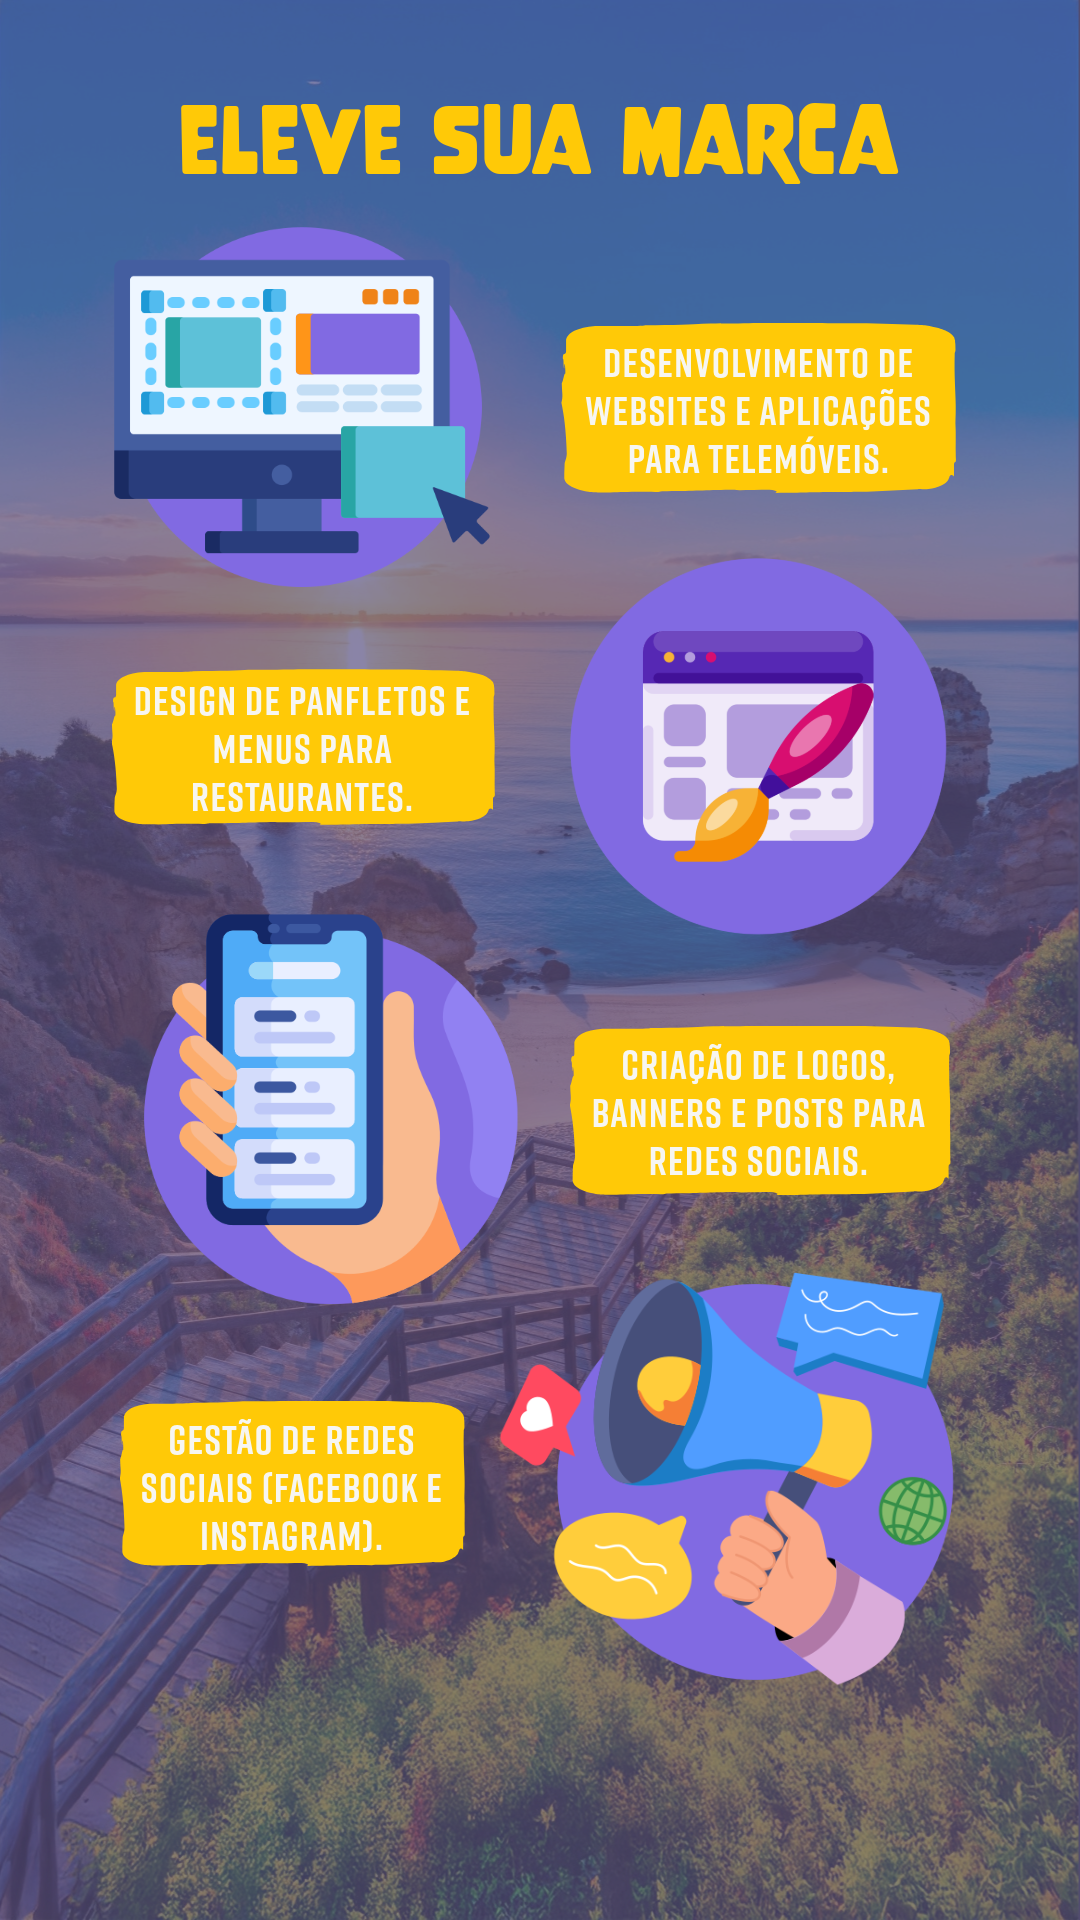 ELEVE SUA MARCA
DESENVOLVIMENTO DE
WEBSITES E APLICAÇÕES
PARA TELEMÓVEIS.
DESIGN DE PANFLETOS E
MENUS PARA
RESTAURANTES.
CRIAÇÃO DE LOGOS,
BANNERS E POSTS PARA
REDES SOCIAIS.
GESTÃO DE REDES
SOCIAIS (FACEBOOK E
INSTAGRAM).